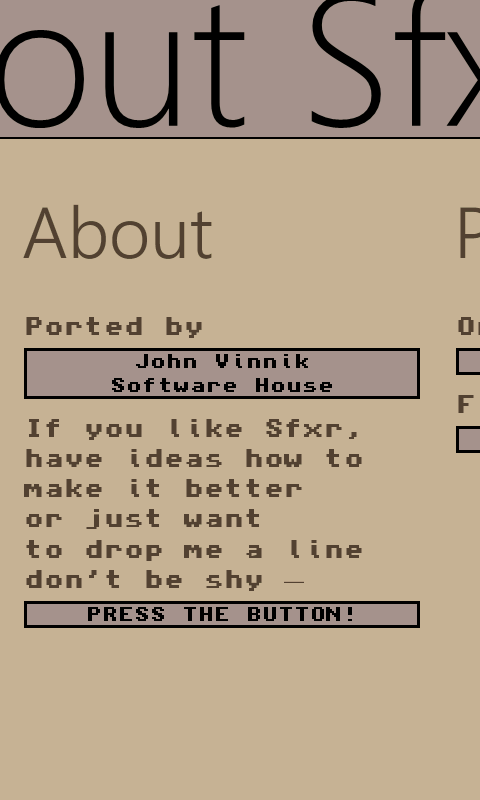 out Sfx
About
Ported by
John Vinnik
Software House
If you like Sfxr,
have ideas how to
make it better
or just want
to drop me a line
don't be shy —
PRESS THE BUTTON!